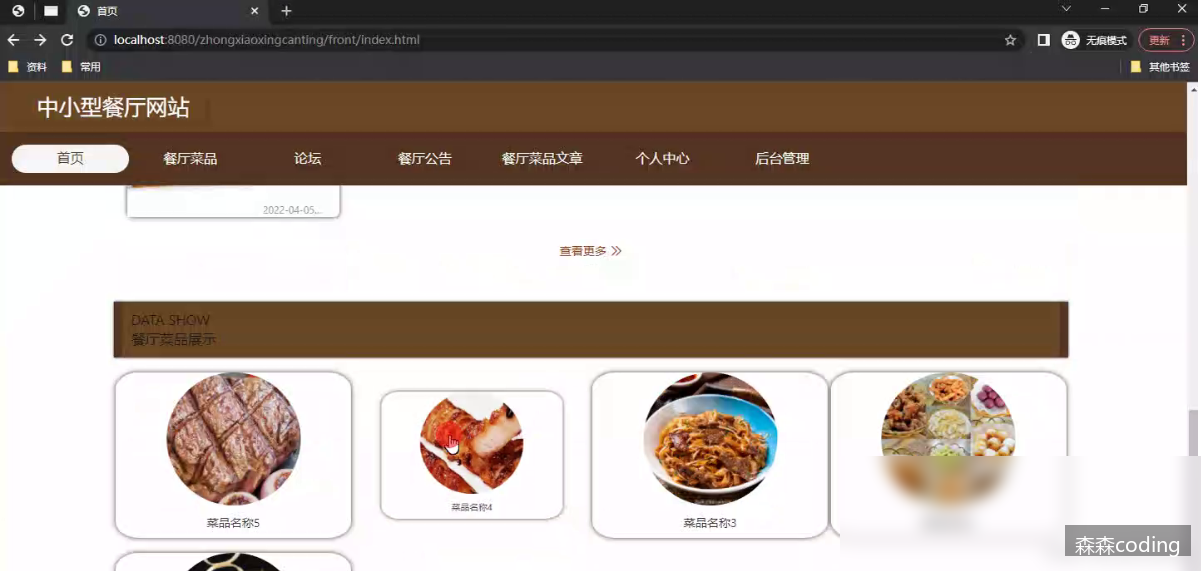 首页
localhost:8080/zhongxiaoxingcanting/front/index.html
无痕模式
更新
资料
常用
其他书签
中小型餐厅网站
首页 餐厅菜品 论坛 餐厅公告 餐厅菜品文章 个人中心 后台管理
2022-04-05...
查看更多
DATA SHOW
餐厅菜品展示
菜品名称5
菜品名称4
菜品名称3
森森coding